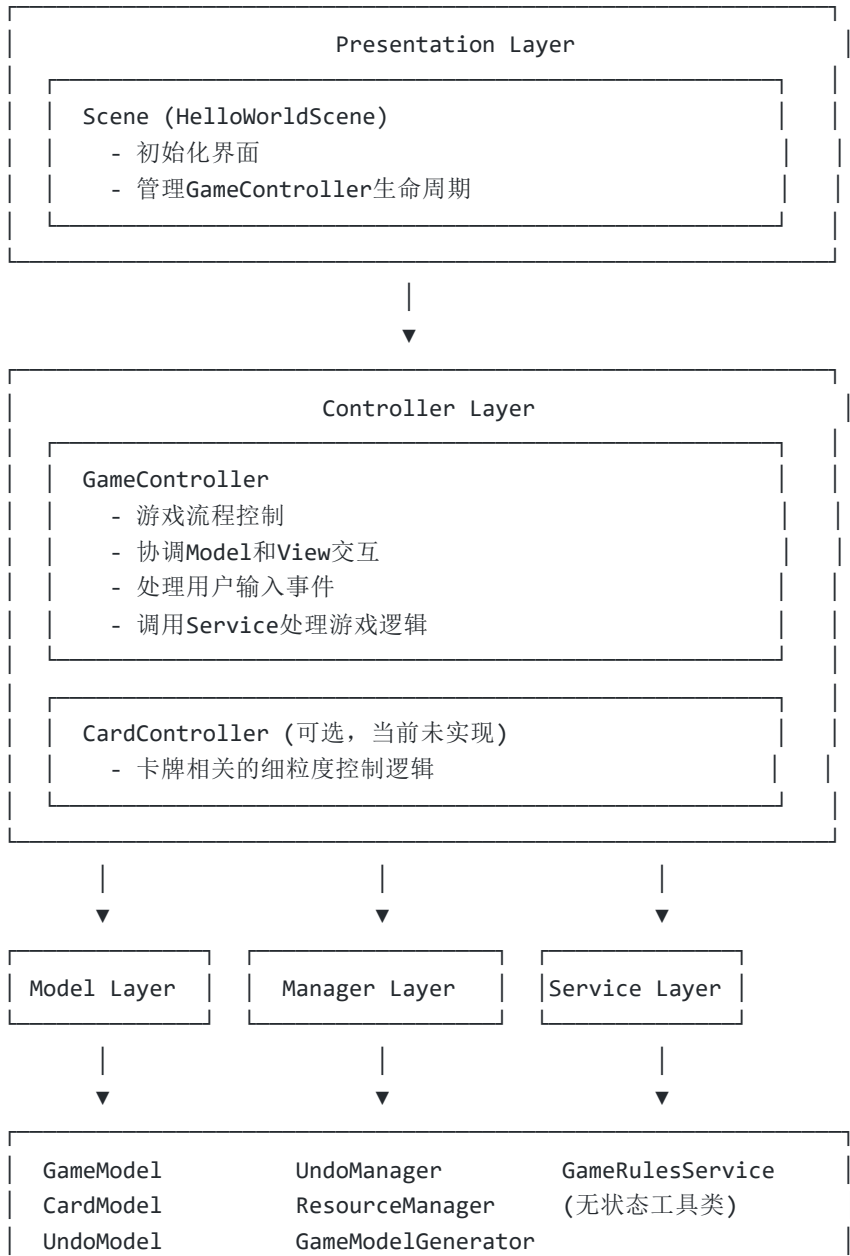 Presentation Layer
Scene (HelloWorldScene)
- 初始化界面
- 管理GameController生命周期
▼
Controller Layer
GameController
- 游戏流程控制
- 协调Model和View交互
- 处理用户输入事件
- 调用Service处理游戏逻辑
CardController (可选，当前未实现)
- 卡牌相关的细粒度控制逻辑
▼ ▼ ▼
Model Layer Manager Layer Service Layer
▼ ▼ ▼
GameModel UndoManager GameRulesService
CardModel ResourceManager (无状态工具类)
UndoModel GameModelGenerator